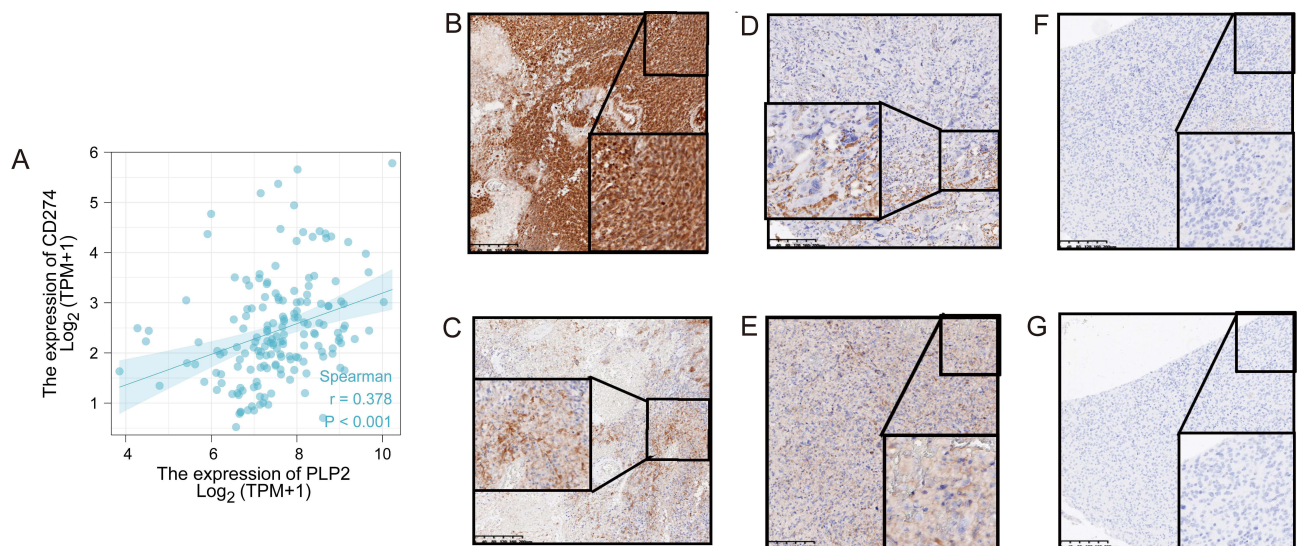 A
The expression of CD274
Log2 (TPM+1)
6
5
4
3
2
1
Spearman
r = 0.378
P < 0.001
4
6
8
10
The expression of PLP2
Log2 (TPM+1)
B
D
F
C
E
G